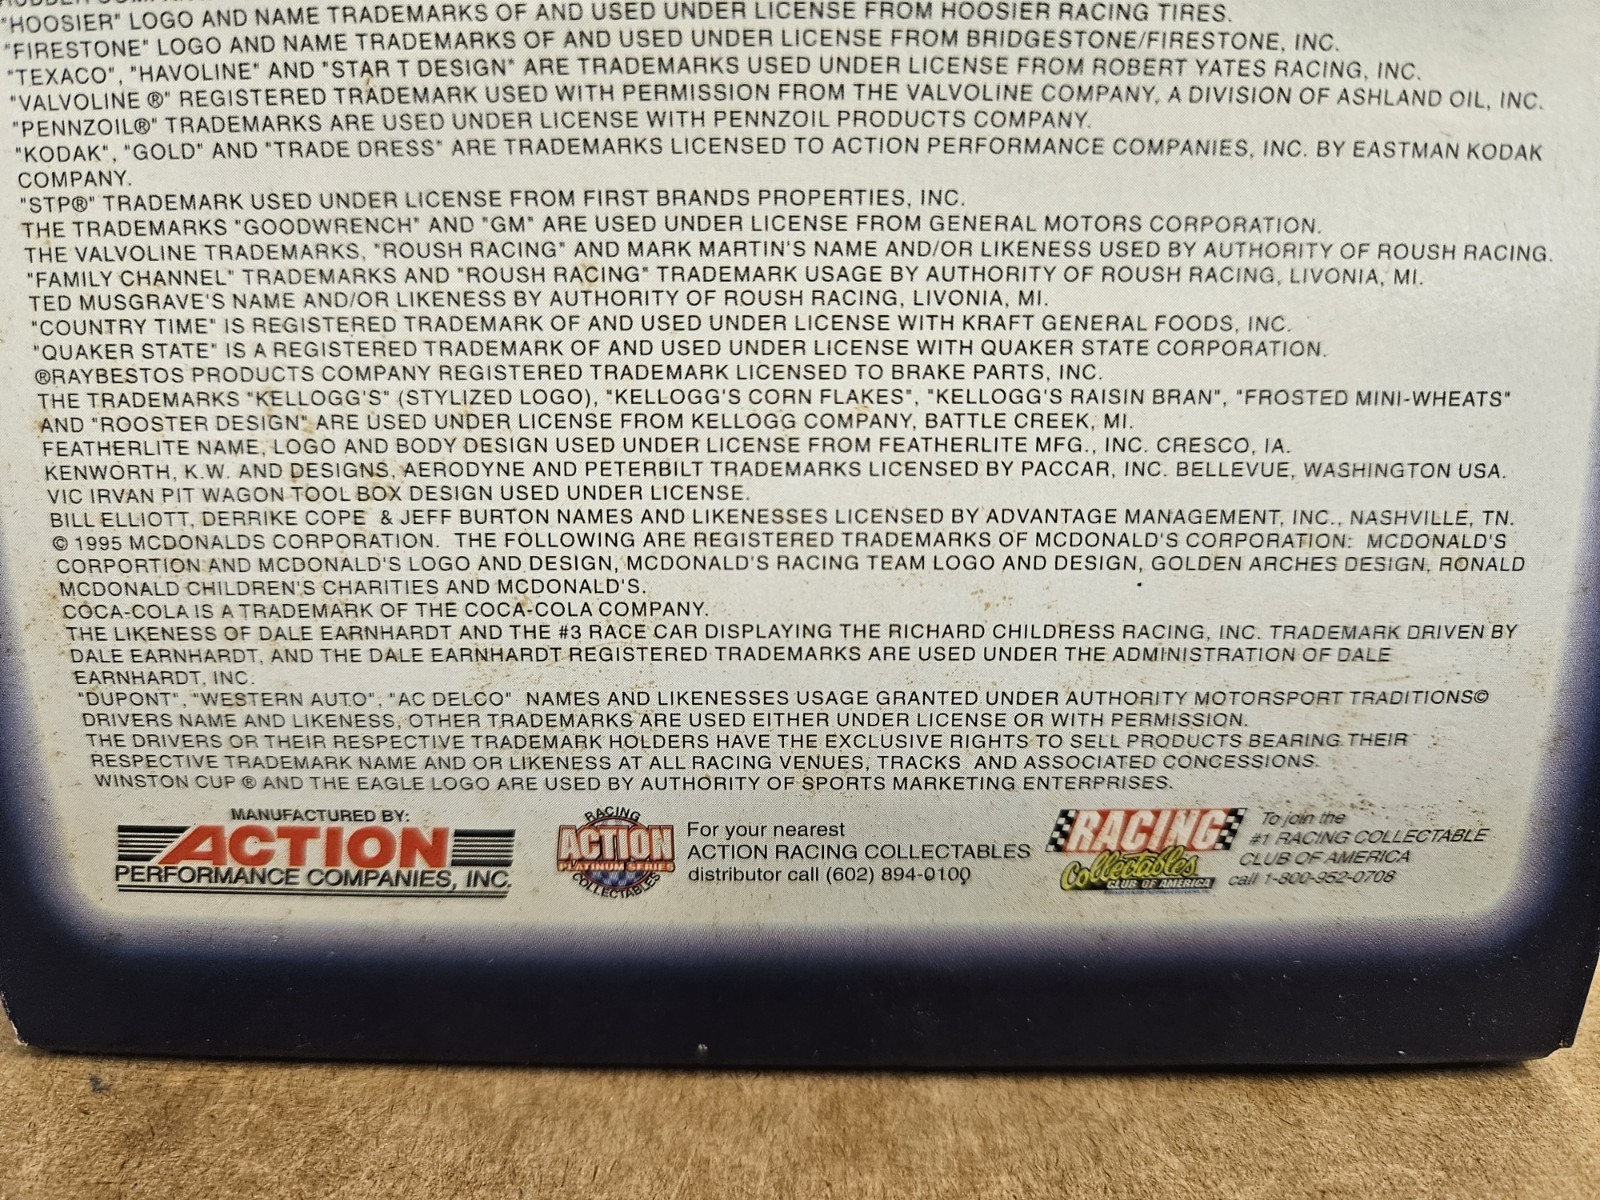 "HOOSIER" LOGO AND NAME TRADEMARKS OF AND USED UNDER LICENSE FROM HOOSIER RACING TIRES.
"FIRESTONE" LOGO AND NAME TRADEMARKS OF AND USED UNDER LICENSE FROM BRIDGESTONE/FIRESTONE, INC.
"TEXACO", "HAVOLINE" AND "STAR T DESIGN" ARE TRADEMARKS USED UNDER LICENSE FROM ROBERT YATES RACING, INC.
"VALVOLINE ®" REGISTERED TRADEMARK USED WITH PERMISSION FROM THE VALVOLINE COMPANY, A DIVISION OF ASHLAND OIL, INC.
"PENNZOIL®" TRADEMARKS ARE USED UNDER LICENSE WITH PENNZOIL PRODUCTS COMPANY.
"KODAK", "GOLD" AND "TRADE DRESS" ARE TRADEMARKS LICENSED TO ACTION PERFORMANCE COMPANIES, INC. BY EASTMAN KODAK
COMPANY.
"STP®" TRADEMARK USED UNDER LICENSE FROM FIRST BRANDS PROPERTIES, INC.
THE TRADEMARKS "GOODWRENCH" AND "GM" ARE USED UNDER LICENSE FROM GENERAL MOTORS CORPORATION.
THE VALVOLINE TRADEMARKS, "ROUSH RACING" AND MARK MARTIN'S NAME AND/OR LIKENESS USED BY AUTHORITY OF ROUSH RACING.
"FAMILY CHANNEL" TRADEMARKS AND "ROUSH RACING" TRADEMARK USAGE BY AUTHORITY OF ROUSH RACING, LIVONIA, MI.
TED MUSGRAVE'S NAME AND/OR LIKENESS BY AUTHORITY OF ROUSH RACING, LIVONIA, MI.
"COUNTRY TIME" IS REGISTERED TRADEMARK OF AND USED UNDER LICENSE WITH KRAFT GENERAL FOODS, INC.
"QUAKER STATE" IS A REGISTERED TRADEMARK OF AND USED UNDER LICENSE WITH QUAKER STATE CORPORATION.
®RAYBESTOS PRODUCTS COMPANY REGISTERED TRADEMARK LICENSED TO BRAKE PARTS, INC.
THE TRADEMARKS "KELLOGG'S" (STYLIZED LOGO), "KELLOGG'S CORN FLAKES", "KELLOGG'S RAISIN BRAN", "FROSTED MINI-WHEATS"
AND "ROOSTER DESIGN" ARE USED UNDER LICENSE FROM KELLOGG COMPANY, BATTLE CREEK, MI.
FEATHERLITE NAME, LOGO AND BODY DESIGN USED UNDER LICENSE FROM FEATHERLITE MFG., INC. CRESCO, IA.
KENWORTH, K.W. AND DESIGNS, AERODYNE AND PETERBILT TRADEMARKS LICENSED BY PACCAR, INC. BELLEVUE, WASHINGTON USA.
VIC IRVAN PIT WAGON TOOL BOX DESIGN USED UNDER LICENSE.
BILL ELLIOTT, DERRIKE COPE & JEFF BURTON NAMES AND LIKENESSES LICENSED BY ADVANTAGE MANAGEMENT, INC., NASHVILLE, TN.
© 1995 MCDONALDS CORPORATION. THE FOLLOWING ARE REGISTERED TRADEMARKS OF MCDONALD'S CORPORATION: MCDONALD'S
CORPORTION AND MCDONALD'S LOGO AND DESIGN, MCDONALD'S RACING TEAM LOGO AND DESIGN, GOLDEN ARCHES DESIGN, RONALD
MCDONALD CHILDREN'S CHARITIES AND MCDONALD'S.
COCA-COLA IS A TRADEMARK OF THE COCA-COLA COMPANY.
THE LIKENESS OF DALE EARNHARDT AND THE #3 RACE CAR DISPLAYING THE RICHARD CHILDRESS RACING, INC. TRADEMARK DRIVEN BY
DALE EARNHARDT, AND THE DALE EARNHARDT REGISTERED TRADEMARKS ARE USED UNDER THE ADMINISTRATION OF DALE
EARNHARDT, INC.
"DUPONT", "WESTERN AUTO", "AC DELCO" NAMES AND LIKENESSES USAGE GRANTED UNDER AUTHORITY MOTORSPORT TRADITIONS©
DRIVERS NAME AND LIKENESS, OTHER TRADEMARKS ARE USED EITHER UNDER LICENSE OR WITH PERMISSION.
THE DRIVERS OR THEIR RESPECTIVE TRADEMARK HOLDERS HAVE THE EXCLUSIVE RIGHTS TO SELL PRODUCTS BEARING THEIR
RESPECTIVE TRADEMARK NAME AND OR LIKENESS AT ALL RACING VENUES, TRACKS AND ASSOCIATED CONCESSIONS.
WINSTON CUP ® AND THE EAGLE LOGO ARE USED BY AUTHORITY OF SPORTS MARKETING ENTERPRISES.
MANUFACTURED BY:
ACTION
PERFORMANCE COMPANIES, INC.
RACING
ACTION
PLATINUM SERIES
COLLECTABLES
For your nearest
ACTION RACING COLLECTABLES
distributor call (602) 894-0100
RACING
Collectables
CLUB OF AMERICA
To join the
#1 RACING COLLECTABLE
CLUB OF AMERICA
call 1-800-952-0708